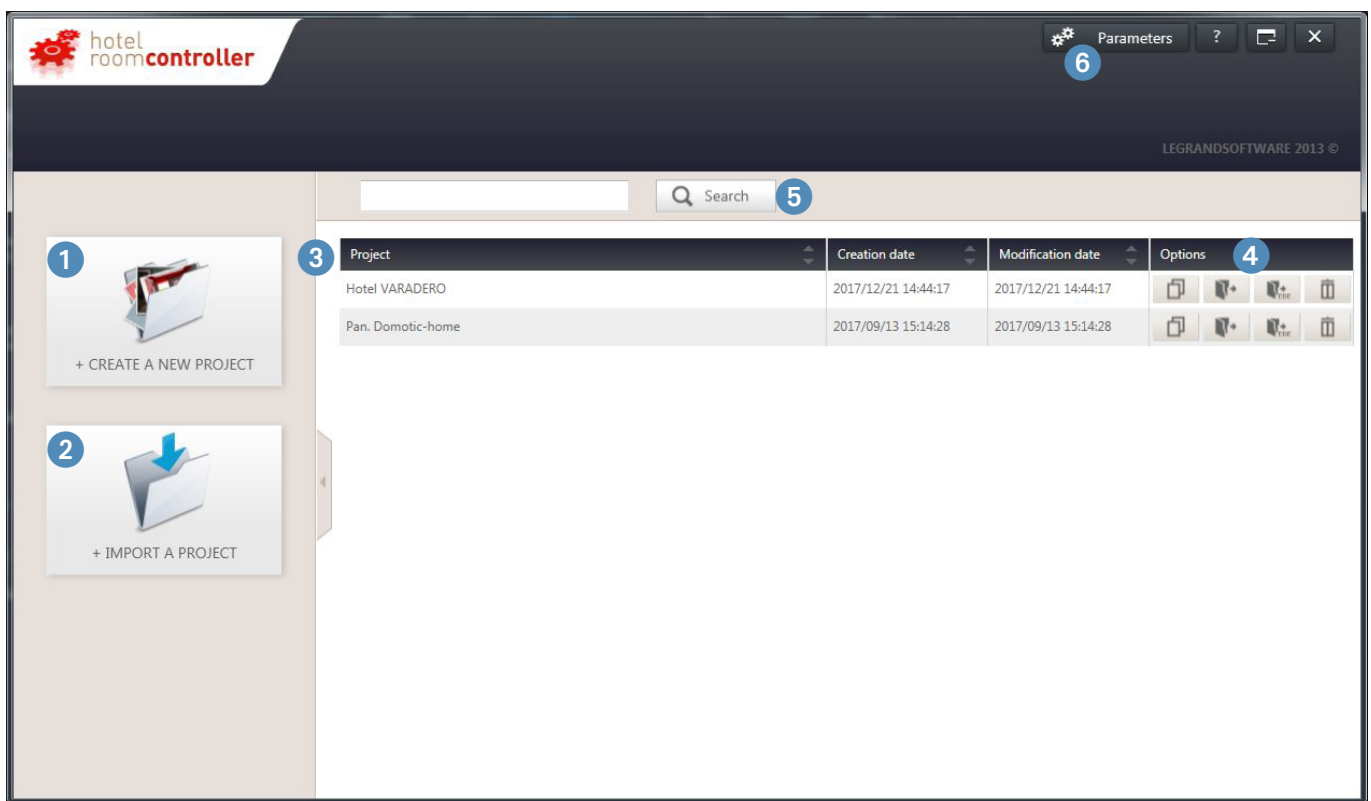 hotel
roomcontroller
Parameters ?
6
LEGRANDSOFTWARE 2013 ©
Search 5
1
+ CREATE A NEW PROJECT
2
+ IMPORT A PROJECT
3 Project Creation date Modification date Options 4
Hotel VARADERO 2017/12/21 14:44:17 2017/12/21 14:44:17
Pan. Domotic-home 2017/09/13 15:14:28 2017/09/13 15:14:28